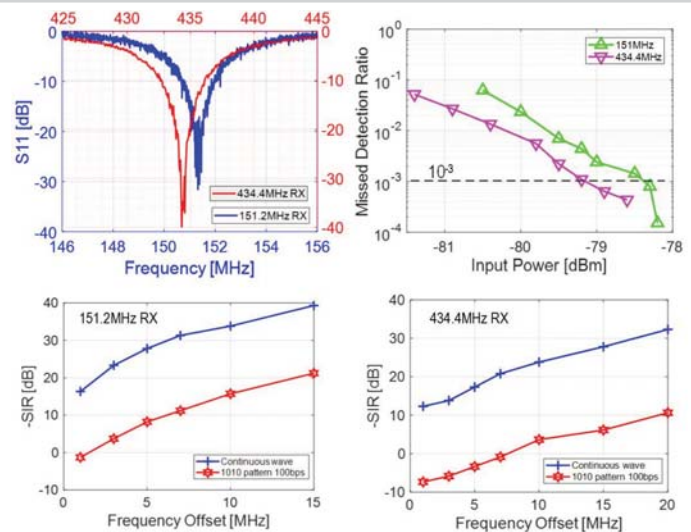 425 430 435 440 445
0 0
-10 -10
-20 -20
-30 -30
-40 -40
S11 [dB]
434.4MHz RX
151.2MHz RX
146 148 150 152 154 156
Frequency [MHz]
10^0
10^-1
10^-2
10^-3
10^-4
Missed Detection Ratio
151MHz
434.4MHz
10^-3
-81 -80 -79 -78
Input Power [dBm]
40
30
20
10
0
-10
-SIR [dB]
151.2MHz RX
Continuous wave
1010 pattern 100bps
0 5 10 15
Frequency Offset [MHz]
40
30
20
10
0
-10
-SIR [dB]
434.4MHz RX
Continuous wave
1010 pattern 100bps
0 5 10 15 20
Frequency Offset [MHz]